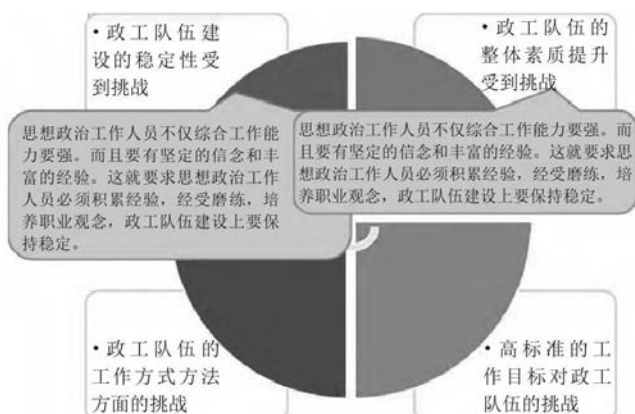 • 政工队伍建
设的稳定性受
到挑战
• 政工队伍的
整体素质提升
受到挑战
思想政治工作人员不仅综合工作能
力要强。而且要有坚定的信念和丰
富的经验。这就要求思想政治工作
人员必须积累经验，经受磨练，培
养职业观念，政工队伍建设上要保
持稳定。
思想政治工作人员不仅综合工作能力要强。而
且要有坚定的信念和丰富的经验。这就要求思
想政治工作人员必须积累经验，经受磨练，培
养职业观念，政工队伍建设上要保持稳定。
• 政工队伍的
工作方式方法
方面的挑战
• 高标准的工
作目标对政工
队伍的挑战